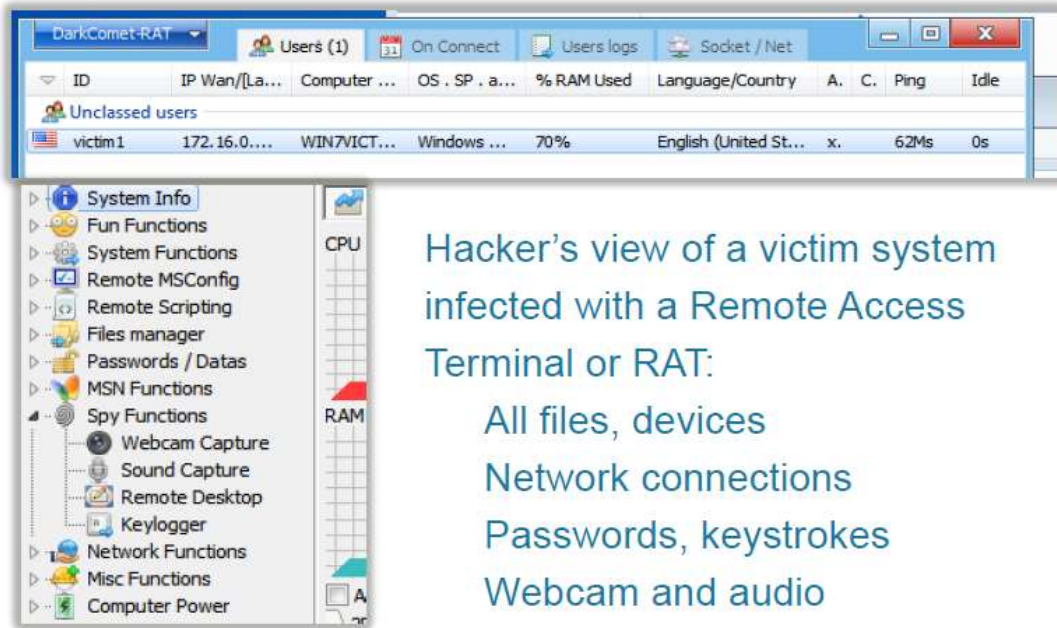 DarkComet-RAT
Users (1) On Connect Users logs Socket / Net
ID IP Wan/[La... Computer ... OS . SP . a... % RAM Used Language/Country A. C. Ping Idle
Unclassed users
victim1 172.16.0.... WIN7VICT... Windows ... 70% English (United St... x. 62Ms 0s
System Info
Fun Functions
System Functions
Remote MSConfig
Remote Scripting
Files manager
Passwords / Datas
MSN Functions
Spy Functions
Webcam Capture
Sound Capture
Remote Desktop
Keylogger
Network Functions
Misc Functions
Computer Power
CPU
RAM
Hacker's view of a victim system
infected with a Remote Access
Terminal or RAT:
All files, devices
Network connections
Passwords, keystrokes
Webcam and audio